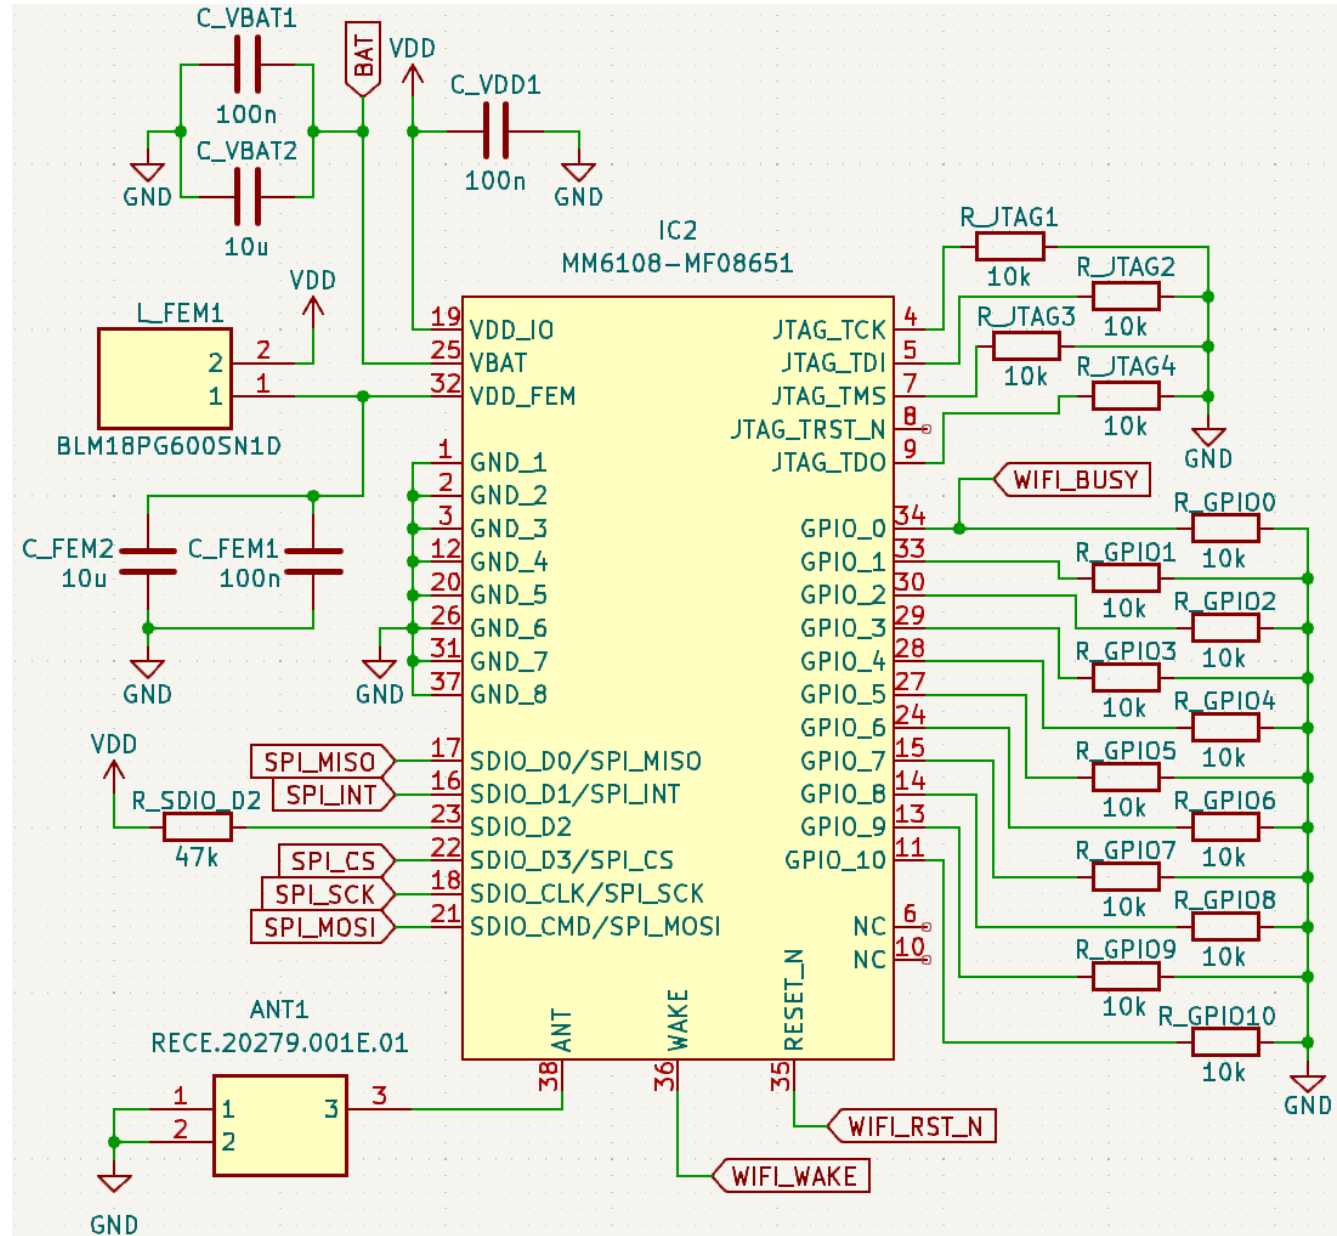 C_VBAT1
100n
C_VBAT2
10u
GND
BAT
VDD
C_VDD1
100n
GND
IC2
MM6108-MF08651
VDD
L_FEM1
2 2
1 1
BLM18PG600SN1D
C_FEM2
10u
C_FEM1
100n
GND
GND
19 VDD_IO
25 VBAT
32 VDD_FEM
1 GND_1
2 GND_2
3 GND_3
12 GND_4
20 GND_5
26 GND_6
31 GND_7
37 GND_8
VDD
R_SDIO_D2
47k
SPI_MISO 17 SDIO_D0/SPI_MISO
SPI_INT 16 SDIO_D1/SPI_INT
23 SDIO_D2
SPI_CS 22 SDIO_D3/SPI_CS
SPI_SCK 18 SDIO_CLK/SPI_SCK
SPI_MOSI 21 SDIO_CMD/SPI_MOSI
JTAG_TCK 4
JTAG_TDI 5
JTAG_TMS 7
JTAG_TRST_N 8
JTAG_TDO 9
GPIO_0 34
GPIO_1 33
GPIO_2 30
GPIO_3 29
GPIO_4 28
GPIO_5 27
GPIO_6 24
GPIO_7 15
GPIO_8 14
GPIO_9 13
GPIO_10 11
NC 6
NC 10
R_JTAG1
10k
R_JTAG2
10k
R_JTAG3
10k
R_JTAG4
10k
GND
WIFI_BUSY
R_GPIO0
10k
R_GPIO1
10k
R_GPIO2
10k
R_GPIO3
10k
R_GPIO4
10k
R_GPIO5
10k
R_GPIO6
10k
R_GPIO7
10k
R_GPIO8
10k
R_GPIO9
10k
R_GPIO10
10k
GND
ANT 38
WAKE 36
RESET_N 35
WIFI_RST_N
WIFI_WAKE
ANT1
RECE.20279.001E.01
1 1
2 2
3 3
GND